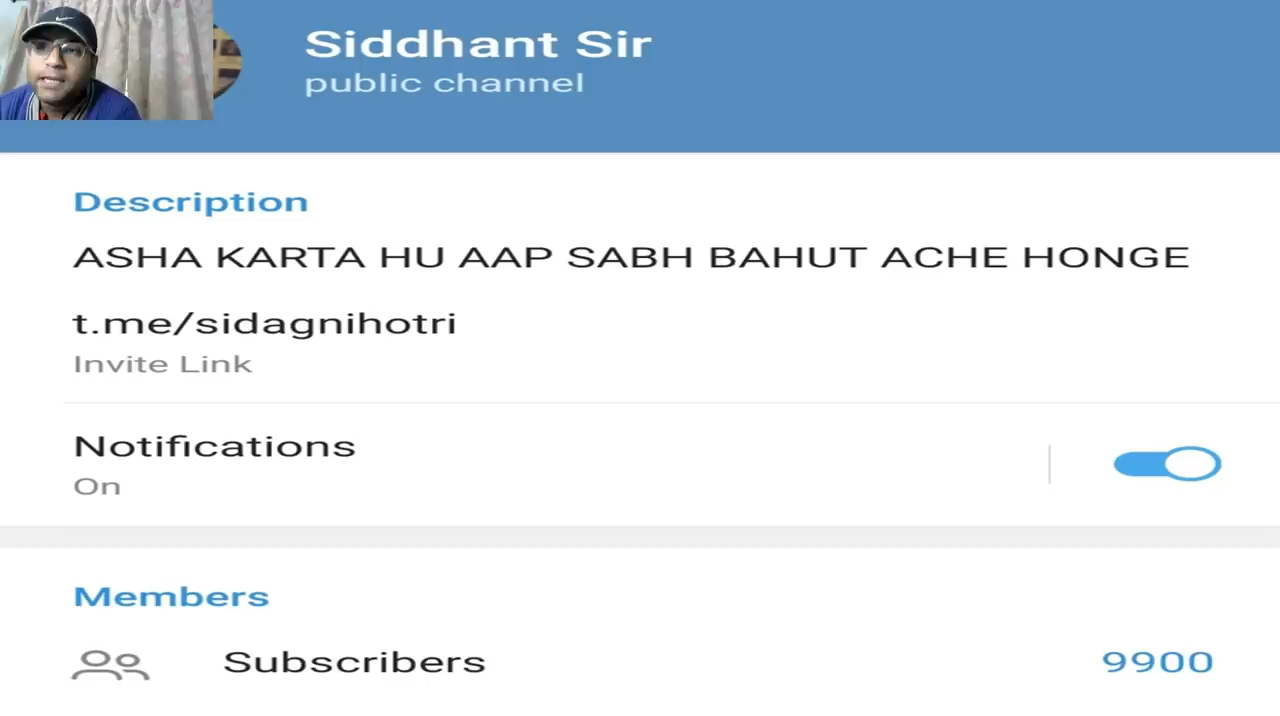 Siddhant Sir
public channel
Description
ASHA KARTA HU AAP SABH BAHUT ACHE HONGE
t.me/sidagnihotri
Invite Link
Notifications
On
Members
Subscribers 9900